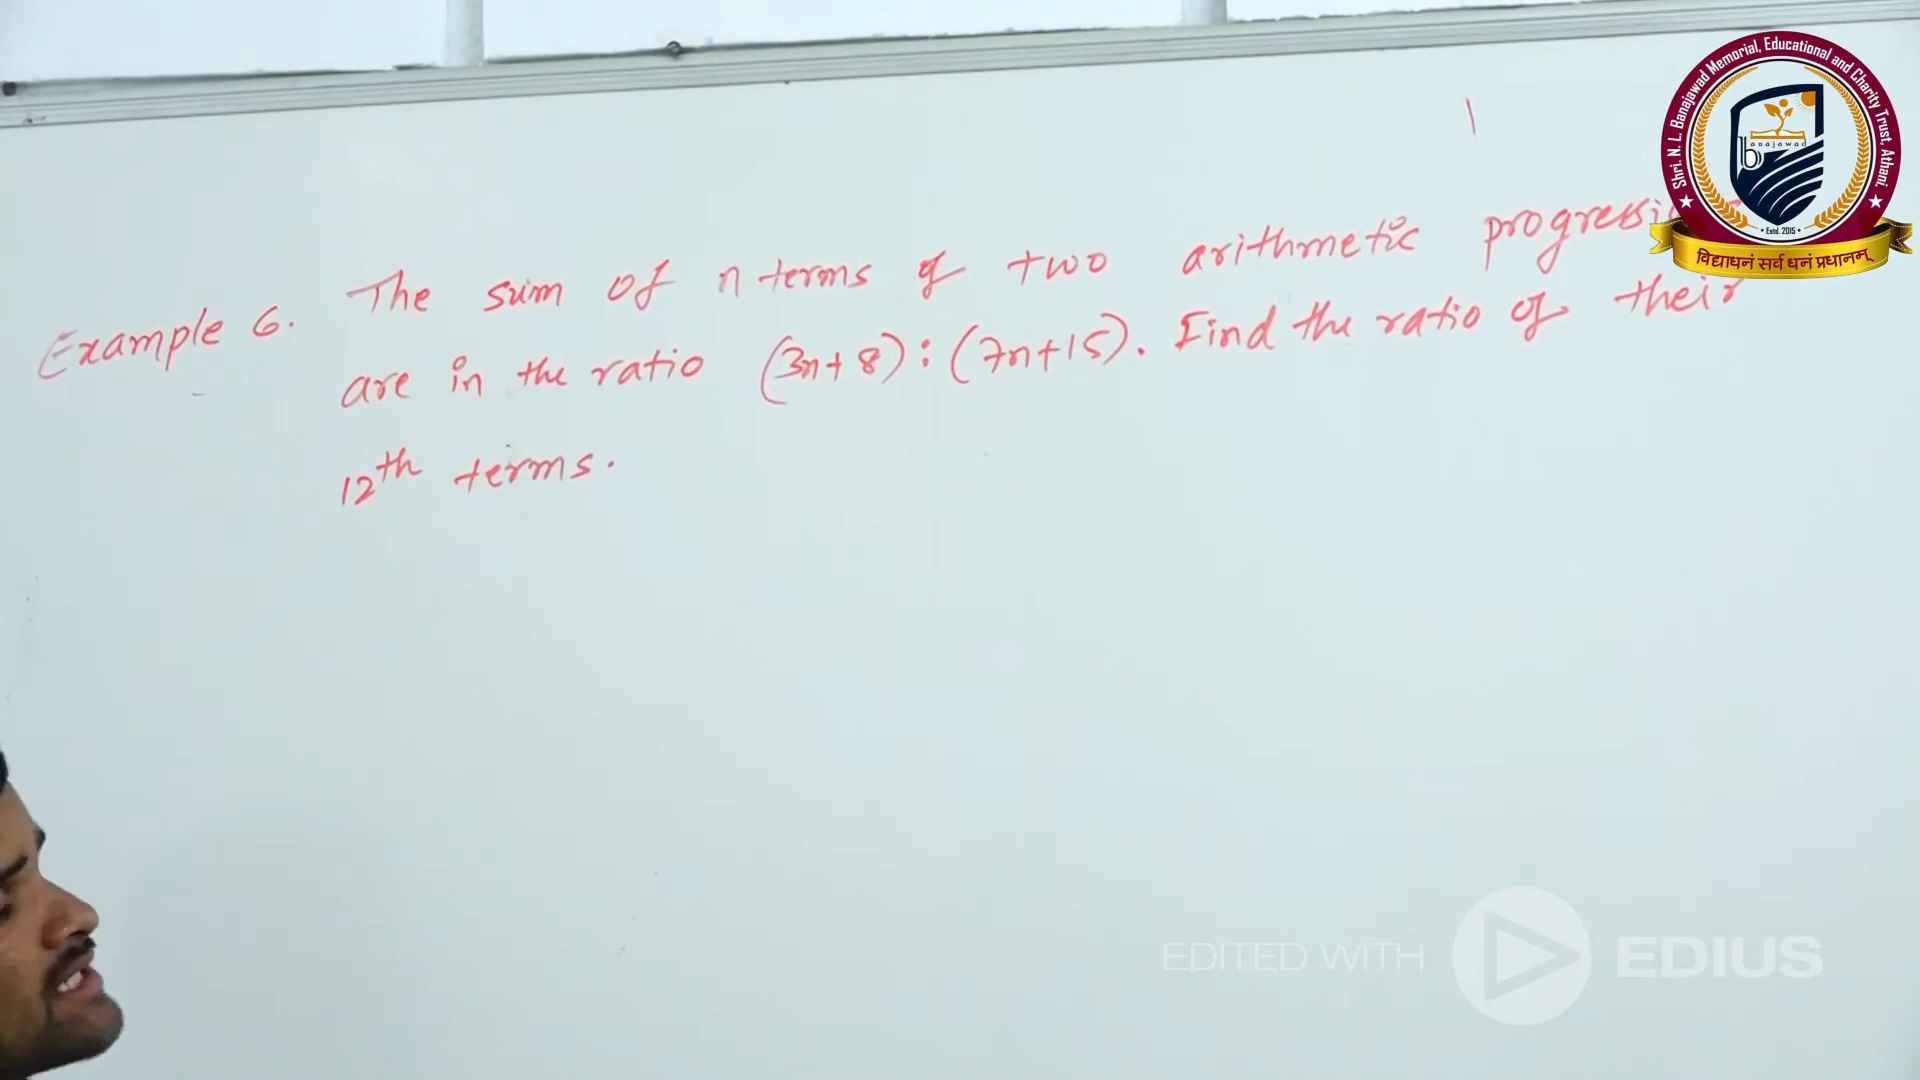 Shri. N. L. Banajawad Memorial, Educational and Charity Trust, Athani.
banajawad
Estd. 2015
विद्याधनं सर्व धनं प्रधानम्
Example 6. The sum of n terms of two arithmetic
are in the ratio (3n+8):(7n+15). Find the ratio of their
12th terms.
EDITED WITH EDIUS